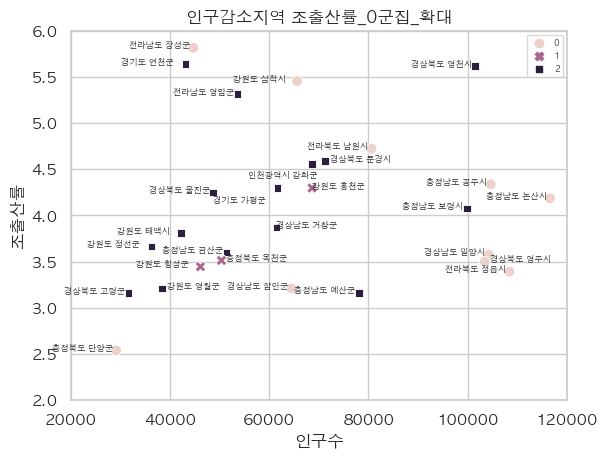 인구감소지역 조출산률_0군집_확대
6.0
5.5
5.0
4.5
4.0
3.5
3.0
2.5
2.0
조출산률
0
1
2
전라남도 장성군
경기도 연천군
강원도 삼척시
경상북도 영천시
전라남도 영암군
전라북도 남원시
경상북도 문경시
인천광역시 강화군
강원도 홍천군
충청남도 공주시
경상북도 울진군
경기도 가평군
충청남도 논산시
충청남도 보령시
강원도 태백시
경상남도 거창군
강원도 정선군
충청남도 금산군
충청북도 옥천군
경상남도 밀양시
경상북도 영주시
강원도 횡성군
전라북도 정읍시
경상북도 고령군
강원도 영월군
경상남도 함안군
충청남도 예산군
충청북도 단양군
20000
40000
60000
80000
100000
120000
인구수